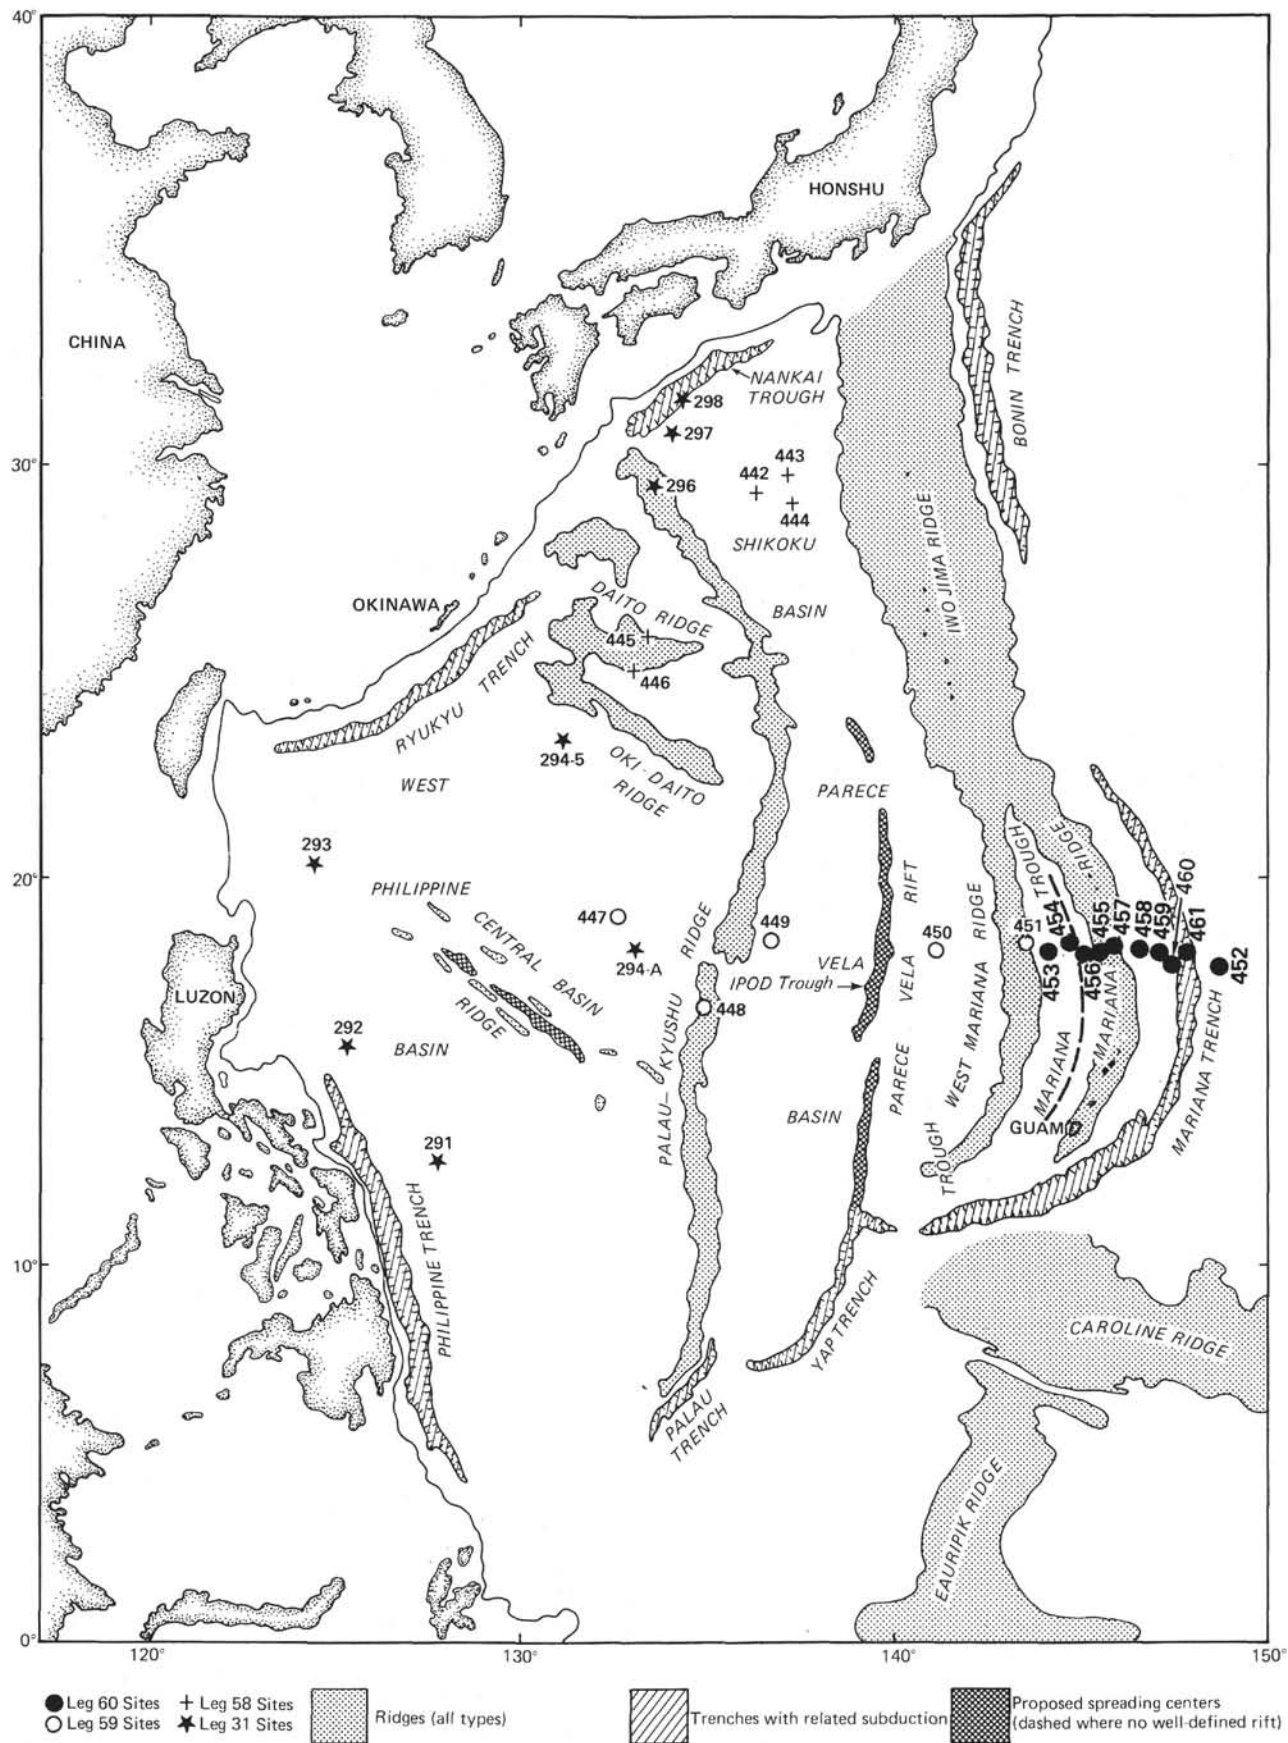 40°
HONSHU
CHINA
BONIN TRENCH
NANKAI
TROUGH
298
297
30°
443
442
296
444
SHIKOKU
IWO JIMA RIDGE
OKINAWA
DAITO RIDGE
BASIN
445
446
RYUKYU TRENCH
294-5
OKI-DAITO
RIDGE
WEST
PARECE
293
20°
PHILIPPINE
TROUGH
RIDGE
460
447
CENTRAL
BASIN
RIDGE
449
450
451
454
455
457
458
459
461
453
456
452
294-A
VELA
IPOD Trough
PARECE VELA RIFT
WEST MARIANA RIDGE
LUZON
448
292
BASIN
PALAU-KYUSHU RIDGE
BASIN
MARIANA
MARIANA
MARIANA TRENCH
GUAM
TROUGH
291
PHILIPPINE TRENCH
10°
YAP TRENCH
CAROLINE RIDGE
PALAU
TRENCH
EAURIPIK RIDGE
0°
120°
130°
140°
150°
Leg 60 Sites
Leg 58 Sites
Leg 59 Sites
Leg 31 Sites
Ridges (all types)
Trenches with related subduction
Proposed spreading centers
(dashed where no well-defined rift)